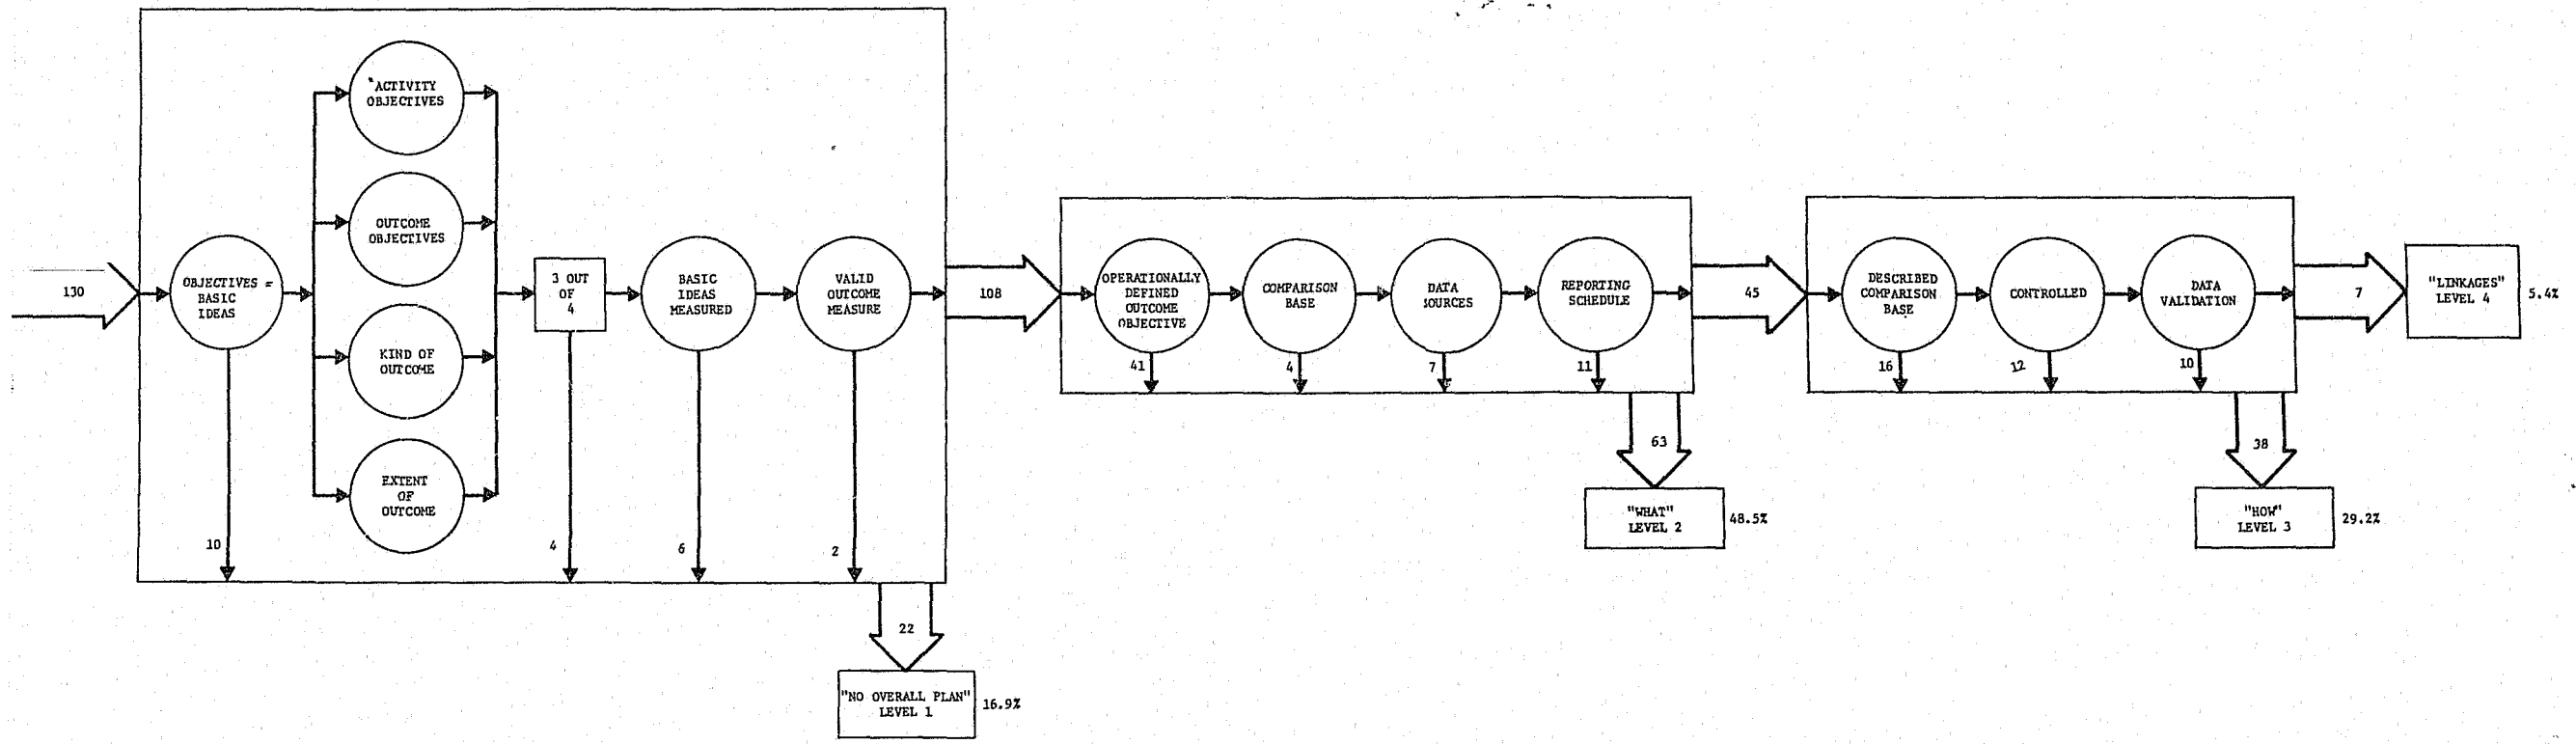 130
OBJECTIVES =
BASIC
IDEAS
10
ACTIVITY
OBJECTIVES
OUTCOME
OBJECTIVES
KIND OF
OUTCOME
EXTENT
OF
OUTCOME
3 OUT
OF
4
4
BASIC
IDEAS
MEASURED
6
VALID
OUTCOME
MEASURE
2
22
"NO OVERALL PLAN"
LEVEL 1
16.9%
108
OPERATIONALLY
DEFINED
OUTCOME
OBJECTIVE
41
COMPARISON
BASE
4
DATA
SOURCES
7
REPORTING
SCHEDULE
11
63
"WHAT"
LEVEL 2
48.5%
45
DESCRIBED
COMPARISON
BASE
16
CONTROLLED
12
DATA
VALIDATION
10
38
"HOW"
LEVEL 3
29.2%
7
"LINKAGES"
LEVEL 4
5.4%